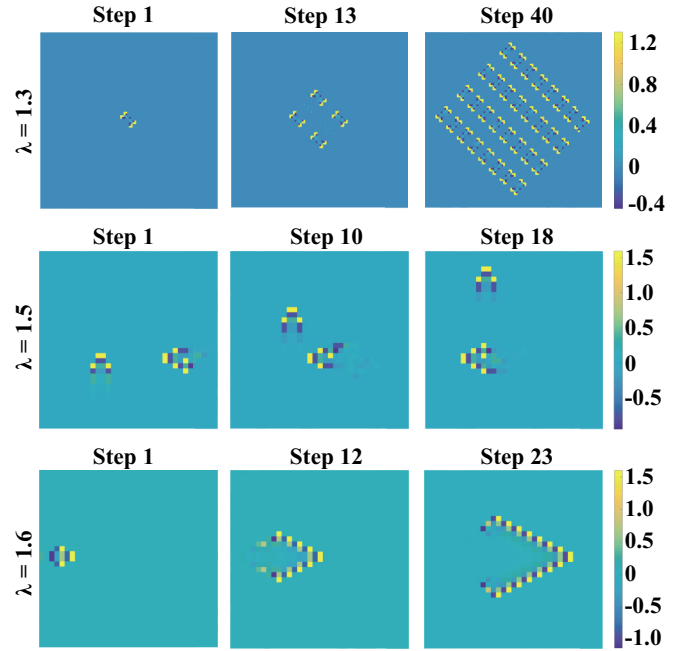 Step 1 Step 13 Step 40
λ = 1.3
1.2
0.8
0.4
0
-0.4
Step 1 Step 10 Step 18
λ = 1.5
1.5
1.0
0.5
0
-0.5
Step 1 Step 12 Step 23
λ = 1.6
1.5
1.0
0.5
0
-0.5
-1.0